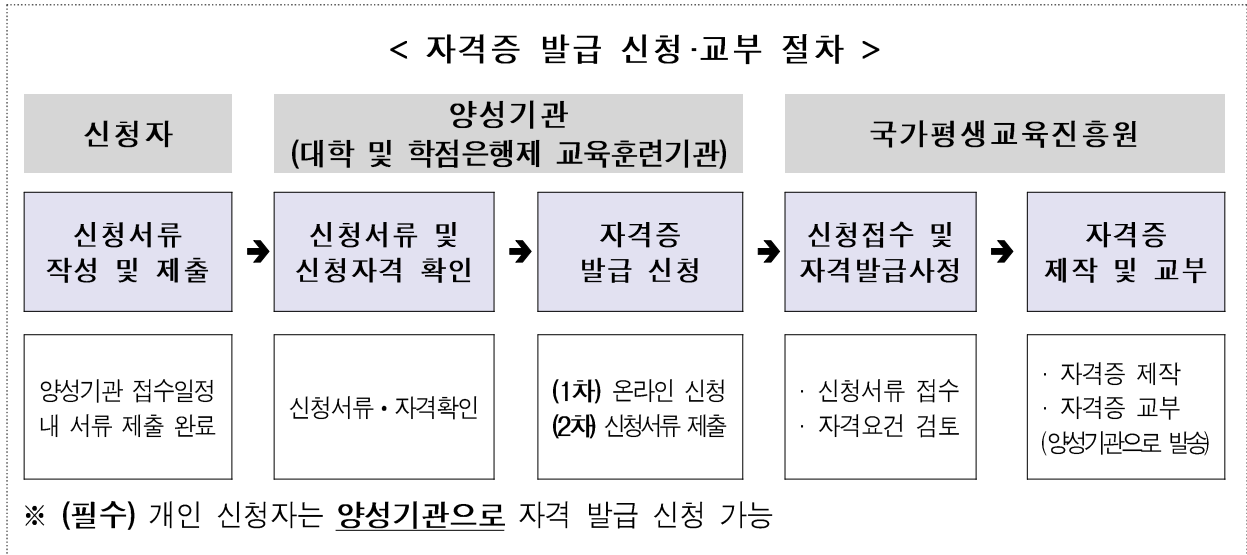 < 자격증 발급 신청·교부 절차 >
신청자
양성기관
(대학 및 학점은행제 교육훈련기관)
국가평생교육진흥원
신청서류
작성 및 제출
➔
신청서류 및
신청자격 확인
➔
자격증
발급 신청
➔
신청접수 및
자격발급사정
➔
자격증
제작 및 교부
양성기관 접수일정
내 서류 제출 완료
신청서류·자격확인
(1차) 온라인 신청
(2차) 신청서류 제출
· 신청서류 접수
· 자격요건 검토
· 자격증 제작
· 자격증 교부
(양성기관으로 발송)
※ (필수) 개인 신청자는 양성기관으로 자격 발급 신청 가능